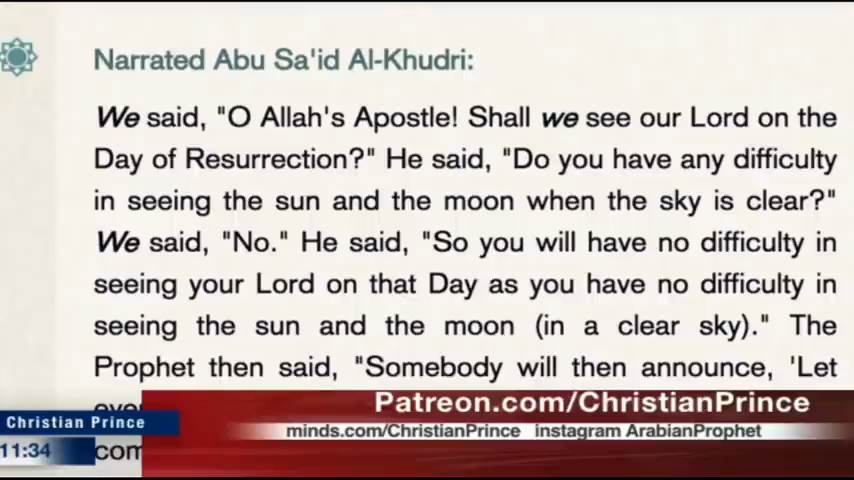 Narrated Abu Sa'id Al-Khudri:
We said, "O Allah's Apostle! Shall we see our Lord on the
Day of Resurrection?" He said, "Do you have any difficulty
in seeing the sun and the moon when the sky is clear?"
We said, "No." He said, "So you will have no difficulty in
seeing your Lord on that Day as you have no difficulty in
seeing the sun and the moon (in a clear sky)." The
Prophet then said, "Somebody will then announce, 'Let
Patreon.com/ChristianPrince
Christian Prince
minds.com/ChristianPrince instagram ArabianProphet
11:34